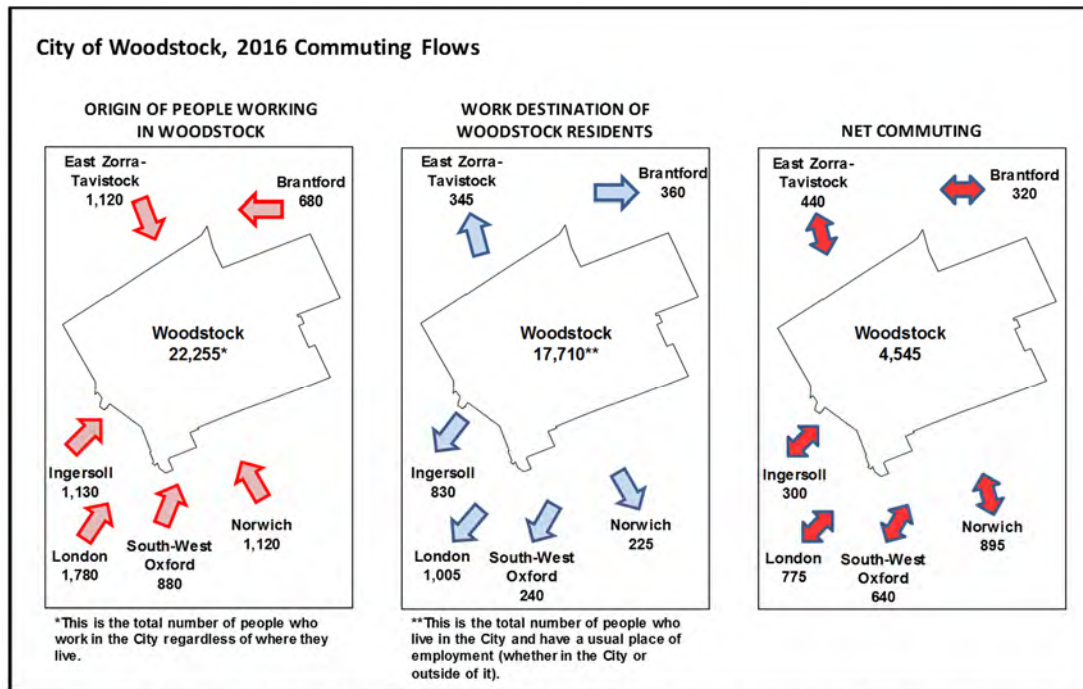 City of Woodstock, 2016 Commuting Flows
ORIGIN OF PEOPLE WORKING
IN WOODSTOCK
East Zorra-
Tavistock
1,120
Brantford
680
Woodstock
22,255*
Ingersoll
1,130
London
1,780
South-West
Oxford
880
Norwich
1,120
*This is the total number of people who
work in the City regardless of where they
live.
WORK DESTINATION OF
WOODSTOCK RESIDENTS
East Zorra-
Tavistock
345
Brantford
360
Woodstock
17,710**
Ingersoll
830
London
1,005
South-West
Oxford
240
Norwich
225
**This is the total number of people who
live in the City and have a usual place of
employment (whether in the City or
outside of it).
NET COMMUTING
East Zorra-
Tavistock
440
Brantford
320
Woodstock
4,545
Ingersoll
300
London
775
South-West
Oxford
640
Norwich
895